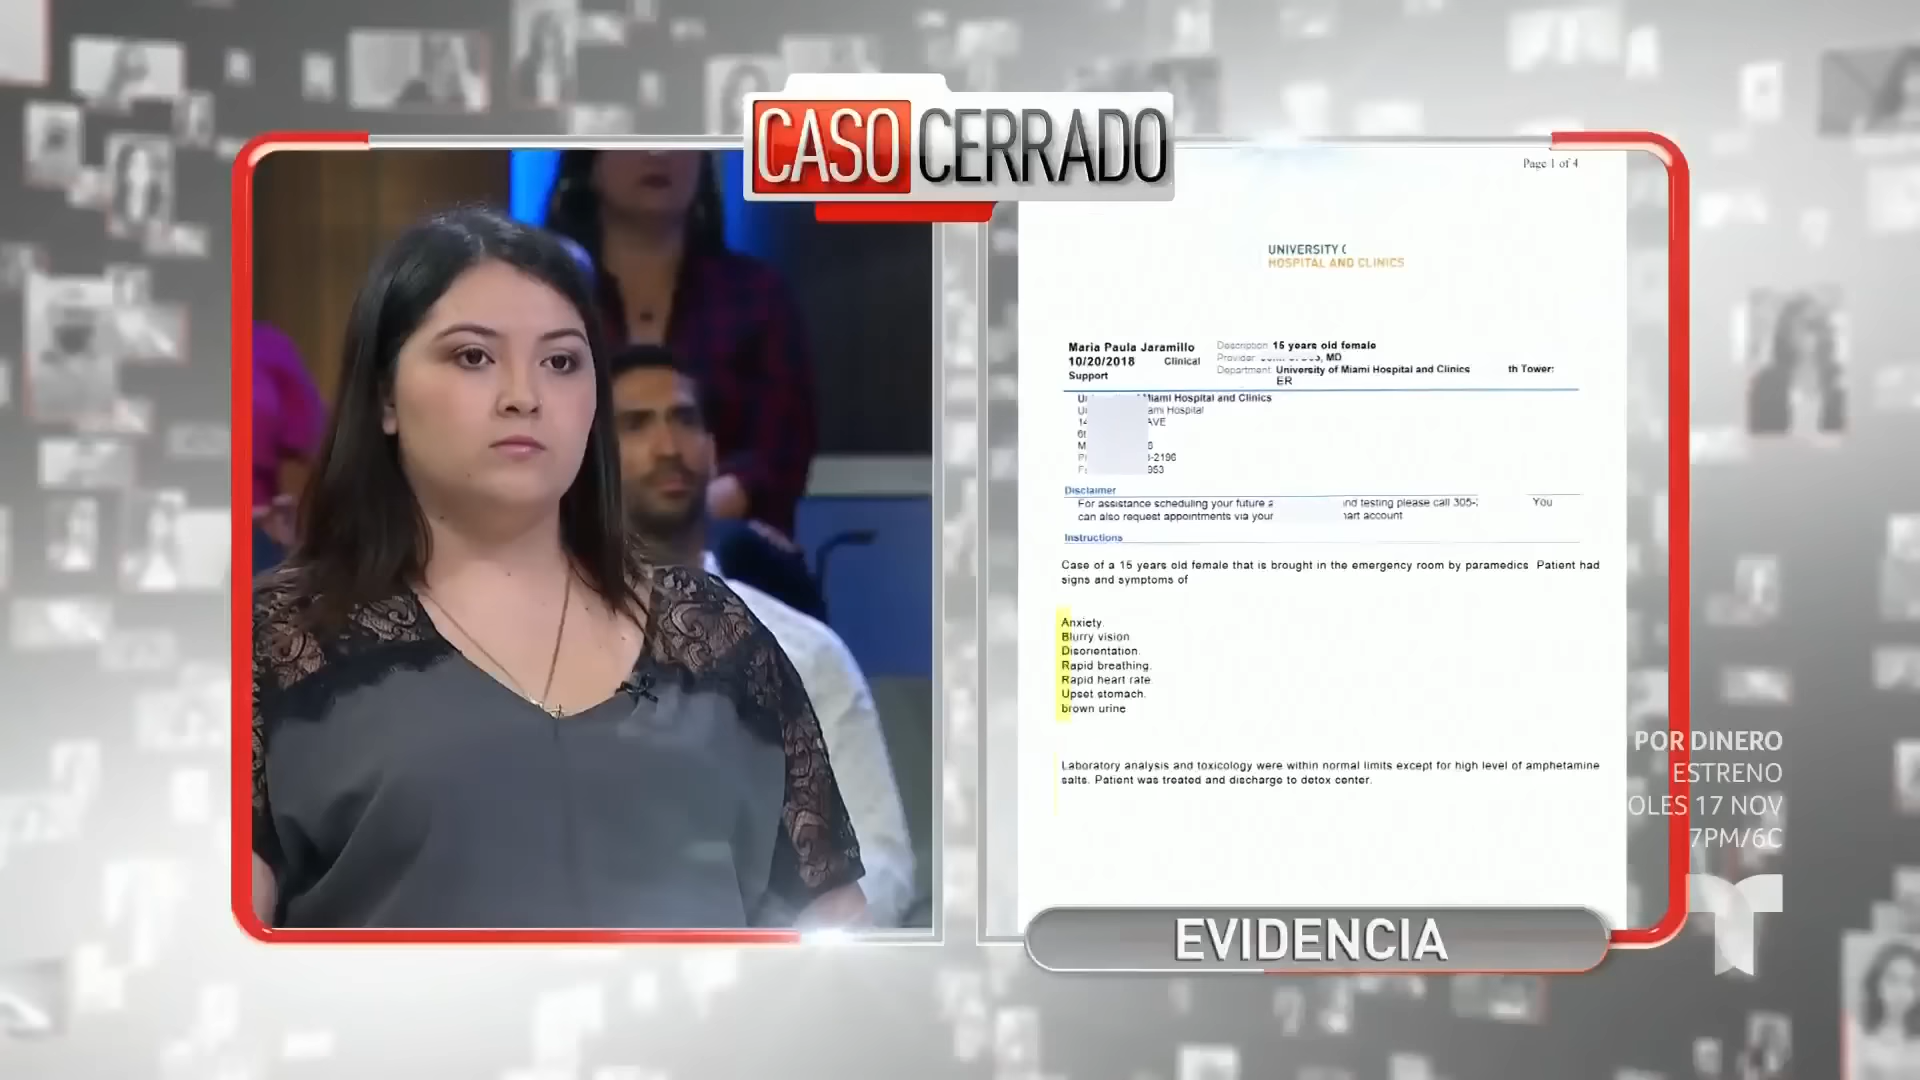 CASO CERRADO
Page 1 of 4
UNIVERSITY
HOSPITAL AND CLINICS
Maria Paula Jaramillo
10/20/2018 Clinical
Support
Description: 15 years old female
Provider: MD
Department: University of Miami Hospital and Clinics th Tower:
ER
Miami Hospital and Clinics
ami Hospital
AVE
-2196
953
Disclaimer
For assistance scheduling your future a nd testing please call 305- You
can also request appointments via your hart account
Instructions
Case of a 15 years old female that is brought in the emergency room by paramedics Patient had
signs and symptoms of
Anxiety.
Blurry vision
Disorientation.
Rapid breathing.
Rapid heart rate.
Upset stomach.
brown urine
Laboratory analysis and toxicology were within normal limits except for high level of amphetamine
salts. Patient was treated and discharge to detox center.
POR DINERO
ESTRENO
OLES 17 NOV
7PM/6C
EVIDENCIA